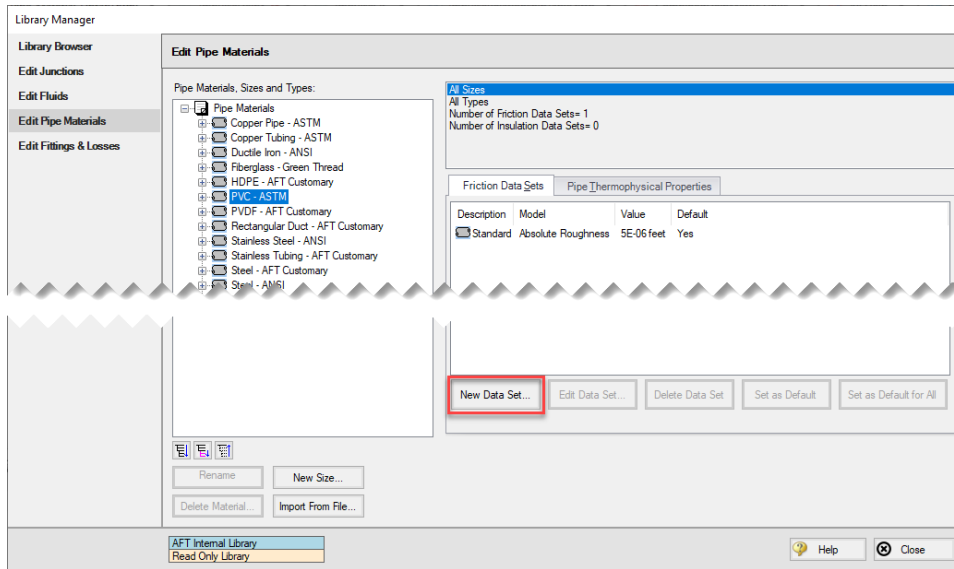 Library Manager
Library Browser
Edit Junctions
Edit Fluids
Edit Pipe Materials
Edit Fittings & Losses
Edit Pipe Materials
Pipe Materials, Sizes and Types:
Pipe Materials
Copper Pipe - ASTM
Copper Tubing - ASTM
Ductile Iron - ANSI
Fiberglass - Green Thread
HDPE - AFT Customary
PVC - ASTM
PVDF - AFT Customary
Rectangular Duct - AFT Customary
Stainless Steel - ANSI
Stainless Tubing - AFT Customary
Steel - AFT Customary
Steel - ANSI
All Sizes
All Types
Number of Friction Data Sets= 1
Number of Insulation Data Sets= 0
Friction Data Sets Pipe Thermophysical Properties
Description Model Value Default
Standard Absolute Roughness 5E-06 feet Yes
New Data Set... Edit Data Set... Delete Data Set Set as Default Set as Default for All
Rename New Size...
Delete Material... Import From File...
AFT Internal Library
Read Only Library
Help Close